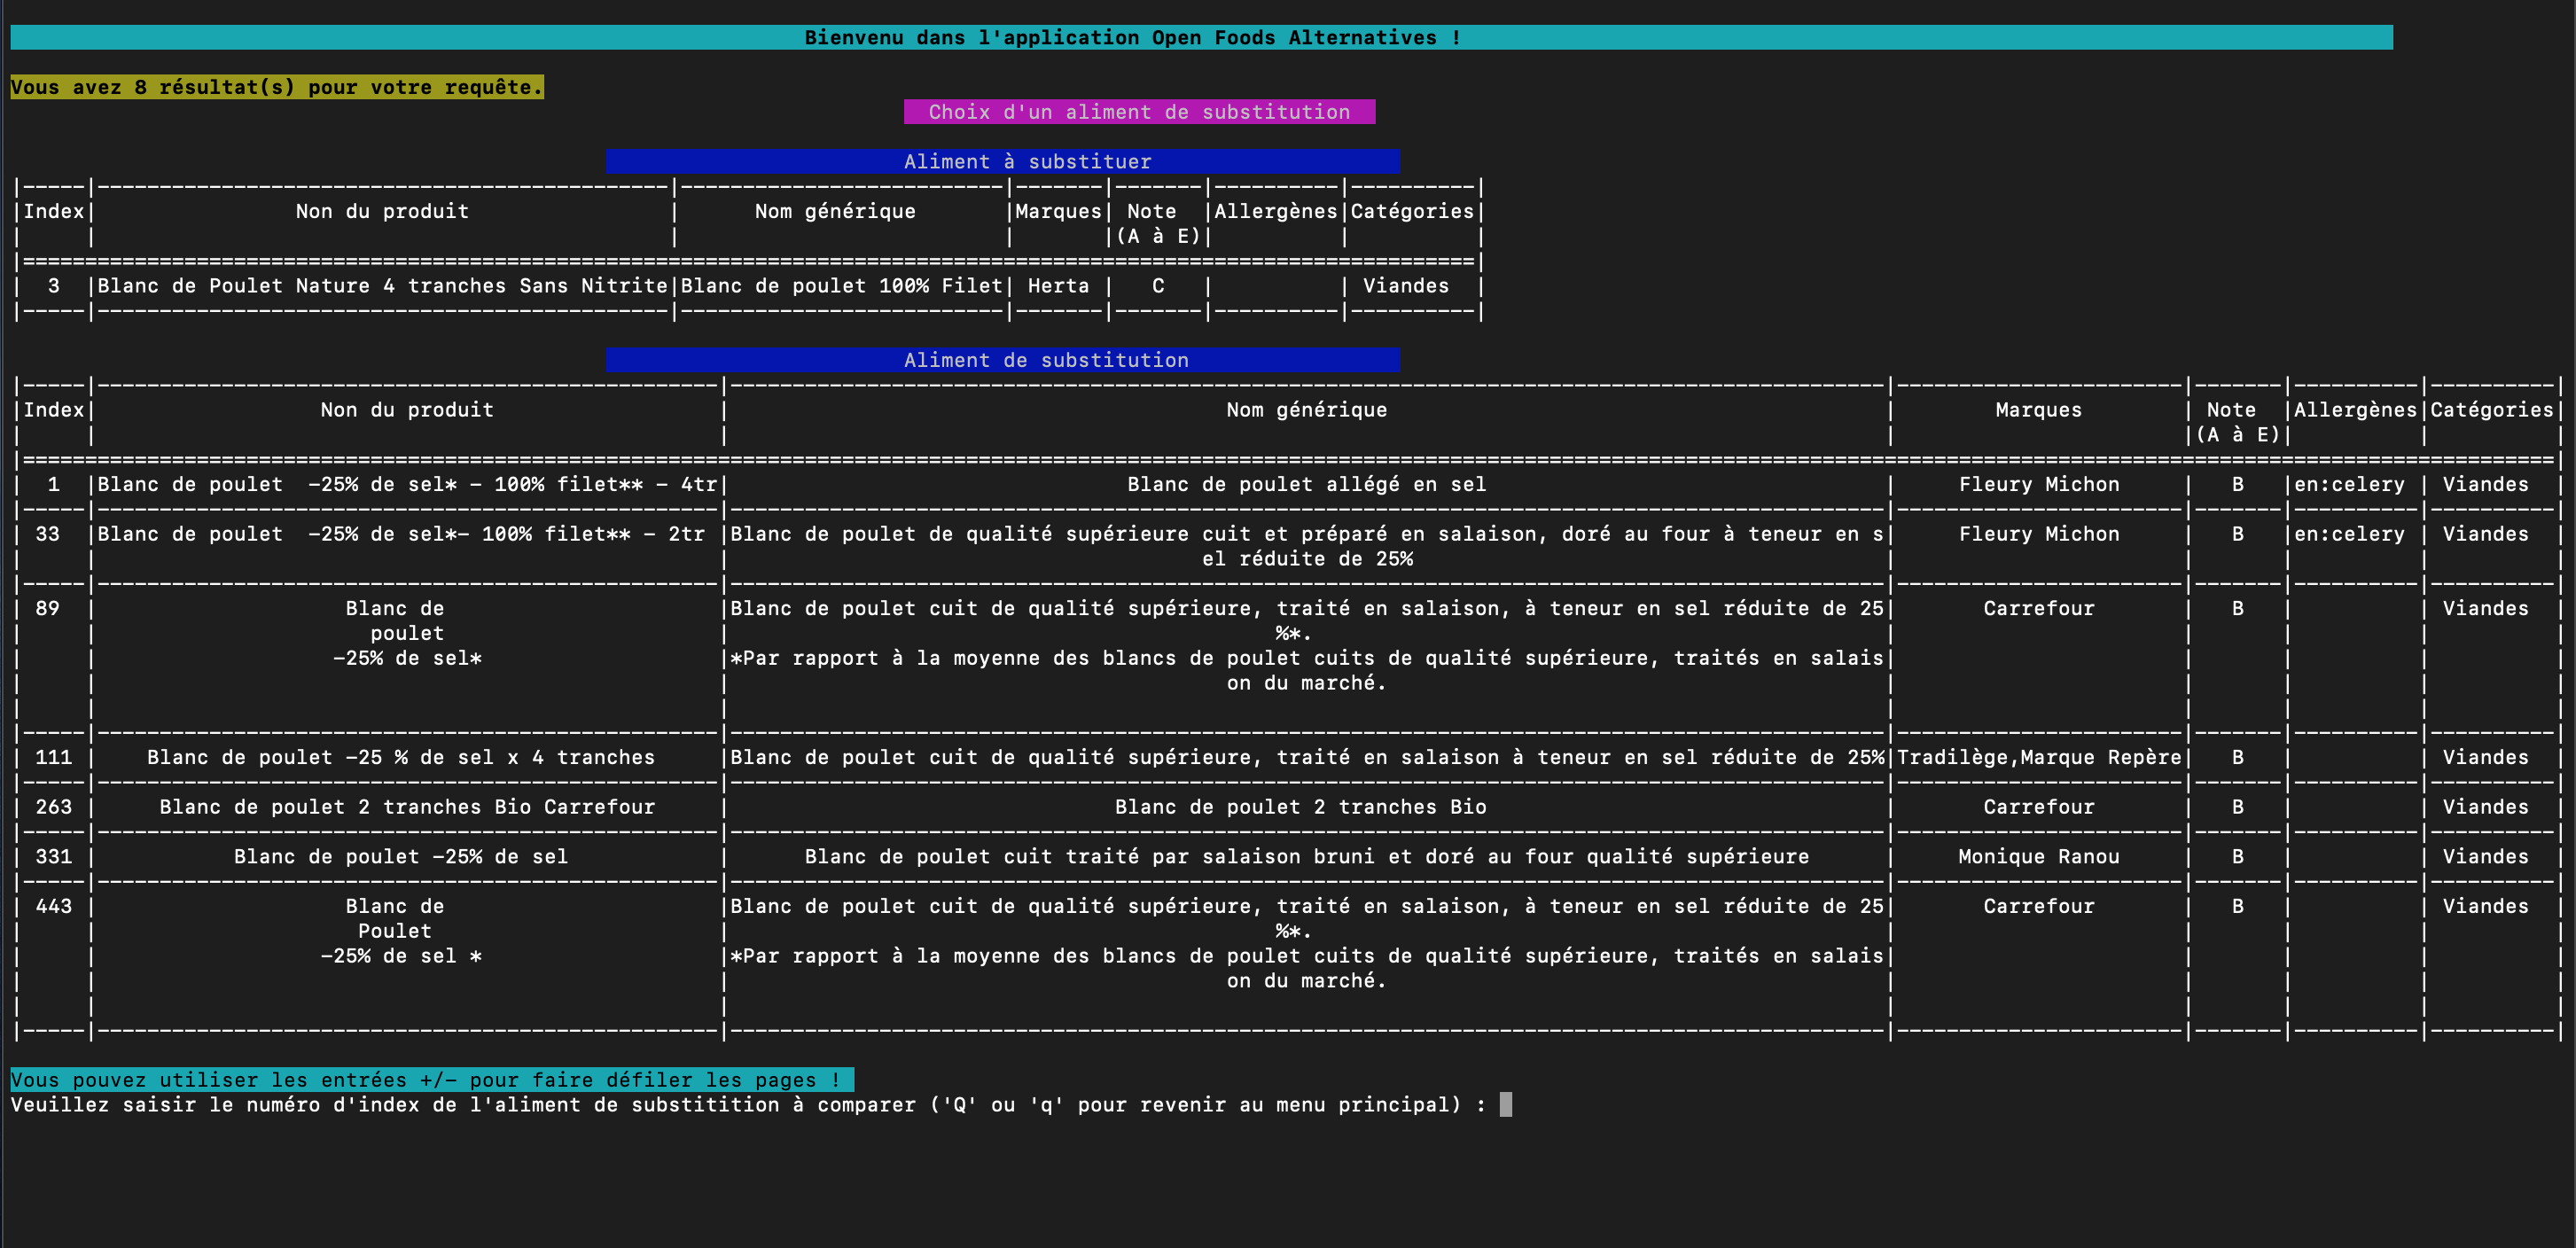 Bienvenu dans l'application Open Foods Alternatives !
Vous avez 8 résultat(s) pour votre requête.
Choix d'un aliment de substitution
Aliment à substituer
|Index| Non du produit | Nom générique |Marques| Note |Allergènes|Catégories|
| | | | |(A à E)| | |
| 3 |Blanc de Poulet Nature 4 tranches Sans Nitrite|Blanc de poulet 100% Filet| Herta | C | | Viandes |
Aliment de substitution
|Index| Non du produit | Nom générique | Marques | Note |Allergènes|Catégories|
| | | | |(A à E)| | |
| 1 |Blanc de poulet -25% de sel* - 100% filet** - 4tr| Blanc de poulet allégé en sel | Fleury Michon | B |en:celery | Viandes |
| 33 |Blanc de poulet -25% de sel*- 100% filet** - 2tr |Blanc de poulet de qualité supérieure cuit et préparé en salaison, doré au four à teneur en s| Fleury Michon | B |en:celery | Viandes |
| | | el réduite de 25% | | | | |
| 89 | Blanc de |Blanc de poulet cuit de qualité supérieure, traité en salaison, à teneur en sel réduite de 25| Carrefour | B | | Viandes |
| | poulet | %*. | | | | |
| | -25% de sel* |*Par rapport à la moyenne des blancs de poulet cuits de qualité supérieure, traités en salais| | | | |
| | | on du marché. | | | | |
| 111 | Blanc de poulet -25 % de sel x 4 tranches |Blanc de poulet cuit de qualité supérieure, traité en salaison à teneur en sel réduite de 25%|Tradilège,Marque Repère| B | | Viandes |
| 263 | Blanc de poulet 2 tranches Bio Carrefour | Blanc de poulet 2 tranches Bio | Carrefour | B | | Viandes |
| 331 | Blanc de poulet -25% de sel | Blanc de poulet cuit traité par salaison bruni et doré au four qualité supérieure | Monique Ranou | B | | Viandes |
| 443 | Blanc de |Blanc de poulet cuit de qualité supérieure, traité en salaison, à teneur en sel réduite de 25| Carrefour | B | | Viandes |
| | Poulet | %*. | | | | |
| | -25% de sel * |*Par rapport à la moyenne des blancs de poulet cuits de qualité supérieure, traités en salais| | | | |
| | | on du marché. | | | | |
Vous pouvez utiliser les entrées +/- pour faire défiler les pages !
Veuillez saisir le numéro d'index de l'aliment de substitition à comparer ('Q' ou 'q' pour revenir au menu principal) :